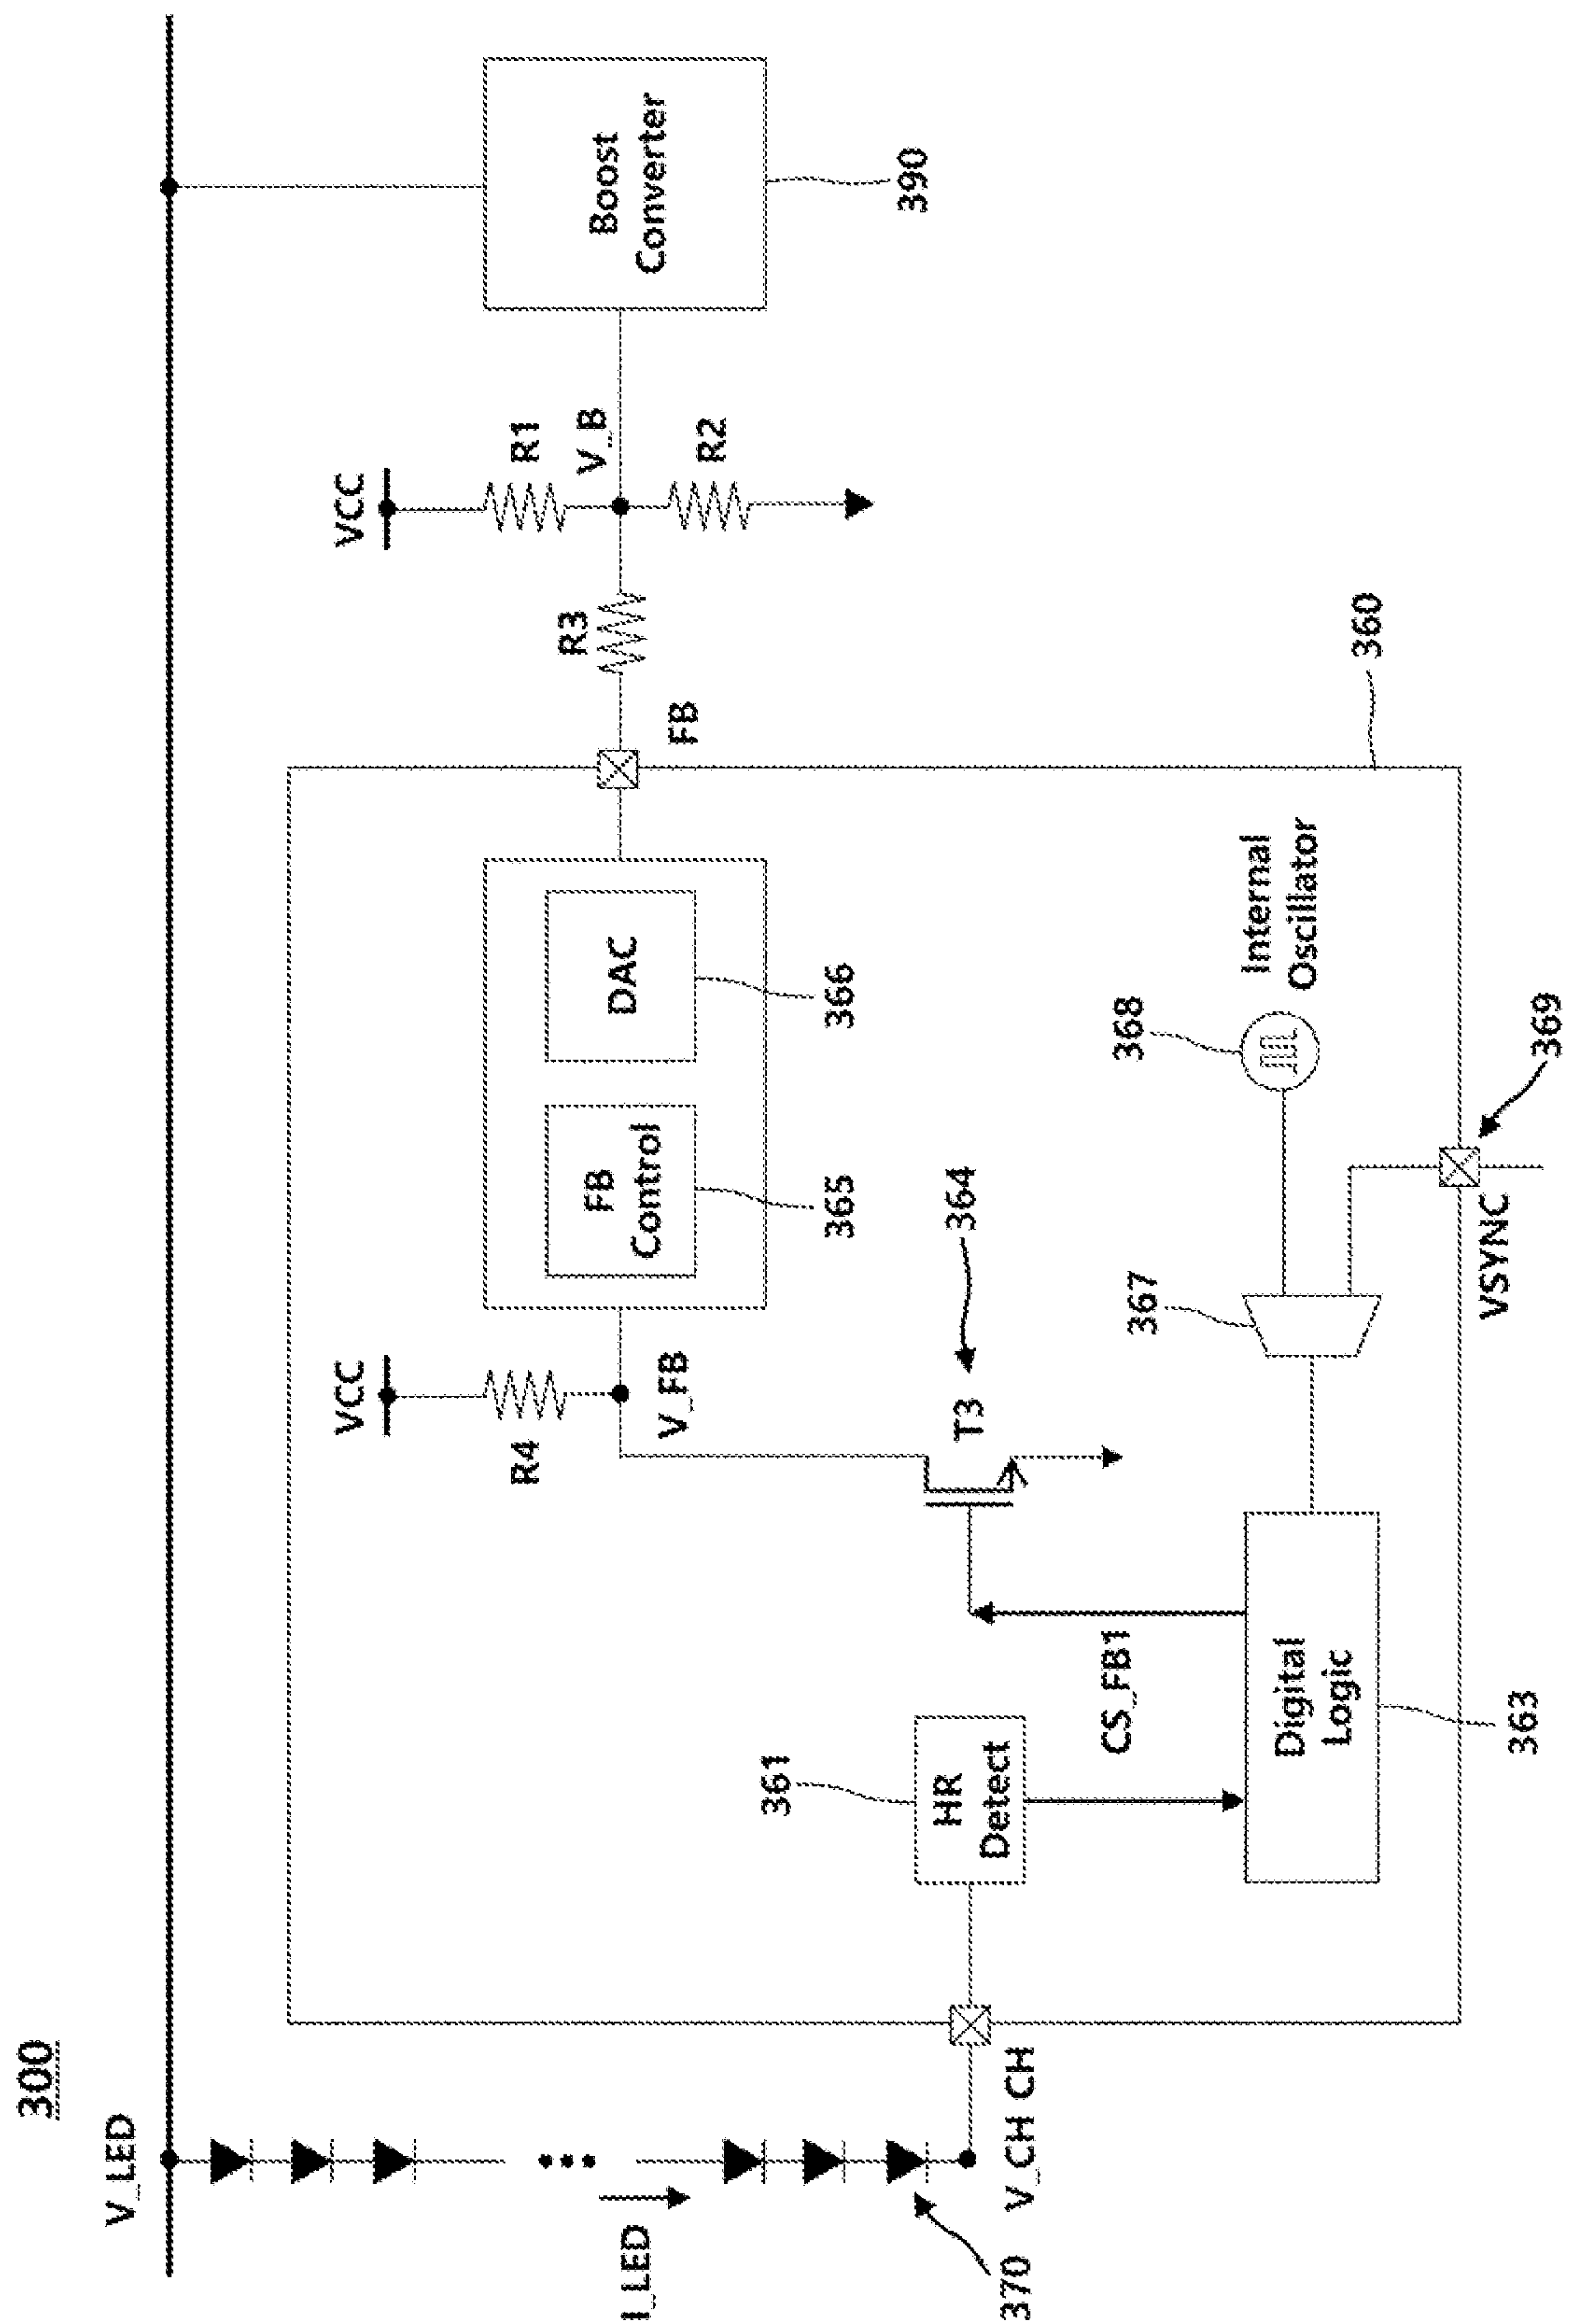 300
V_LED
I_LED
370
V_CH CH
VCC
R4
V_FB
FB
Control
365
DAC
366
FB
R3
VCC
R1
V_B
R2
Boost
Converter
390
361
HR
Detect
CS_FB1
T3
364
Digital
Logic
363
367
368
Internal
Oscillator
VSYNC
369
360